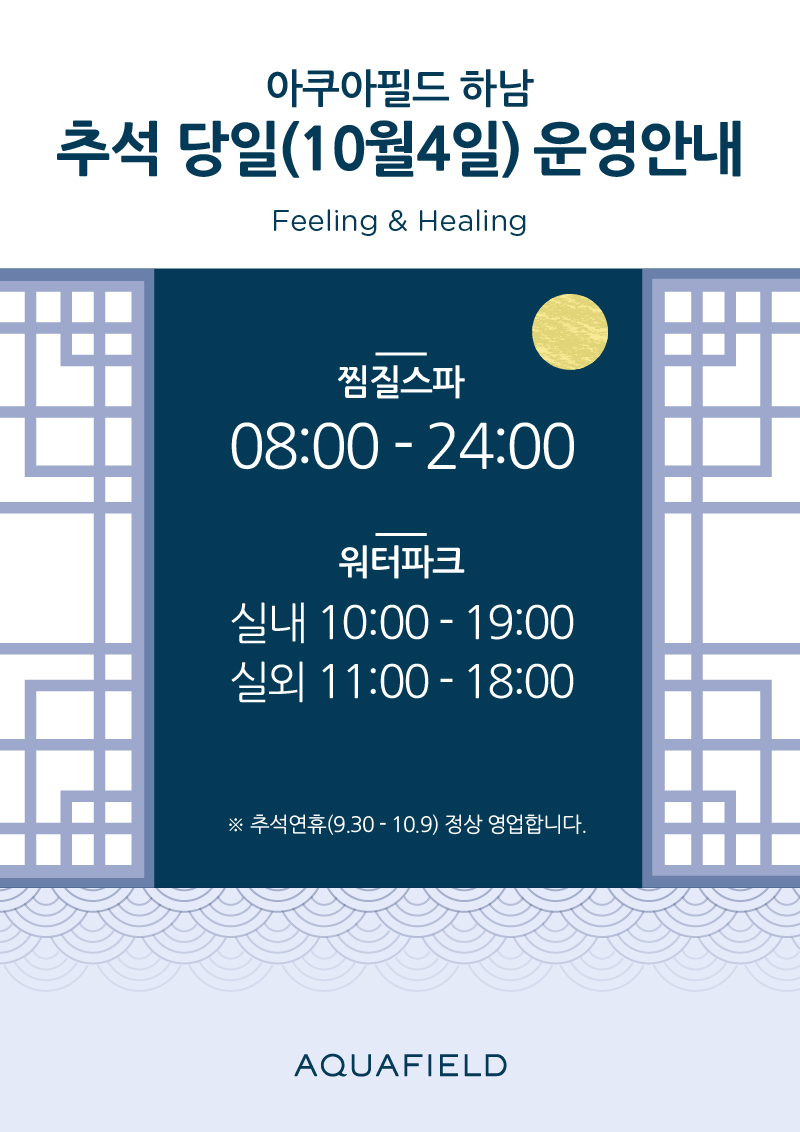 아쿠아필드 하남
추석 당일(10월4일) 운영안내
Feeling & Healing
찜질스파
08:00 - 24:00
워터파크
실내 10:00 - 19:00
실외 11:00 - 18:00
※ 추석연휴(9.30 - 10.9) 정상 영업합니다.
AQUAFIELD